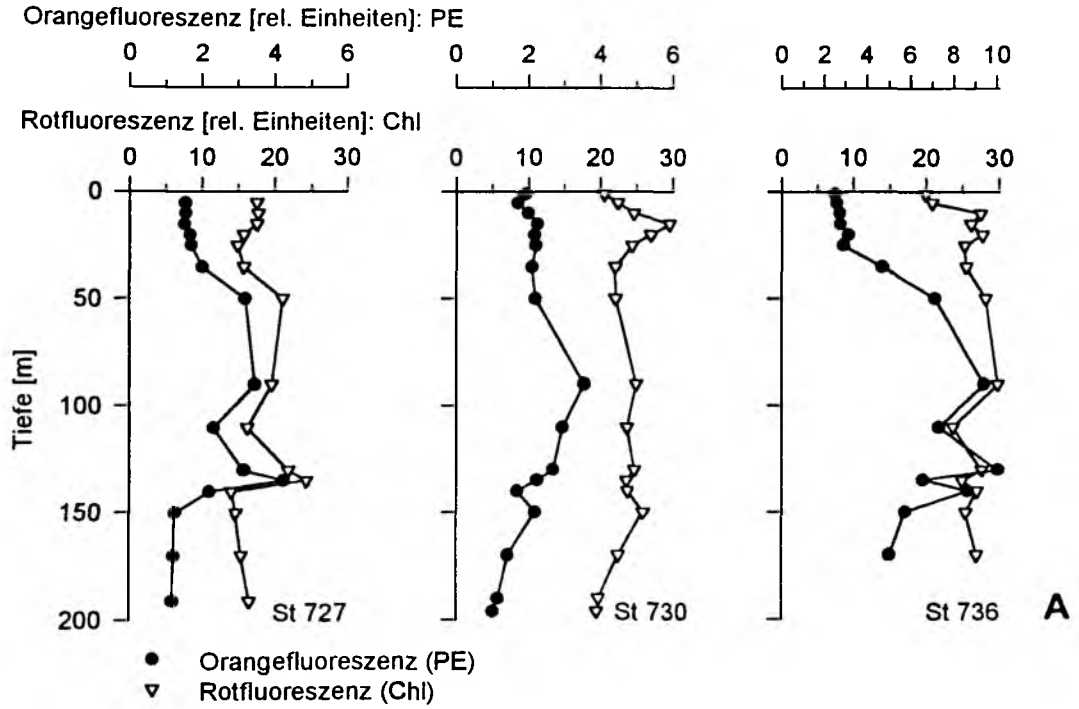 Orangefluoreszenz [rel. Einheiten]: PE
0 2 4 6 0 2 4 6 0 2 4 6 8 10
Rotfluoreszenz [rel. Einheiten]: Chl
0 10 20 30 0 10 20 30 0 10 20 30
0
50
100
150
200
Tiefe [m]
St 727 St 730 St 736 A
Orangefluoreszenz (PE)
Rotfluoreszenz (Chl)